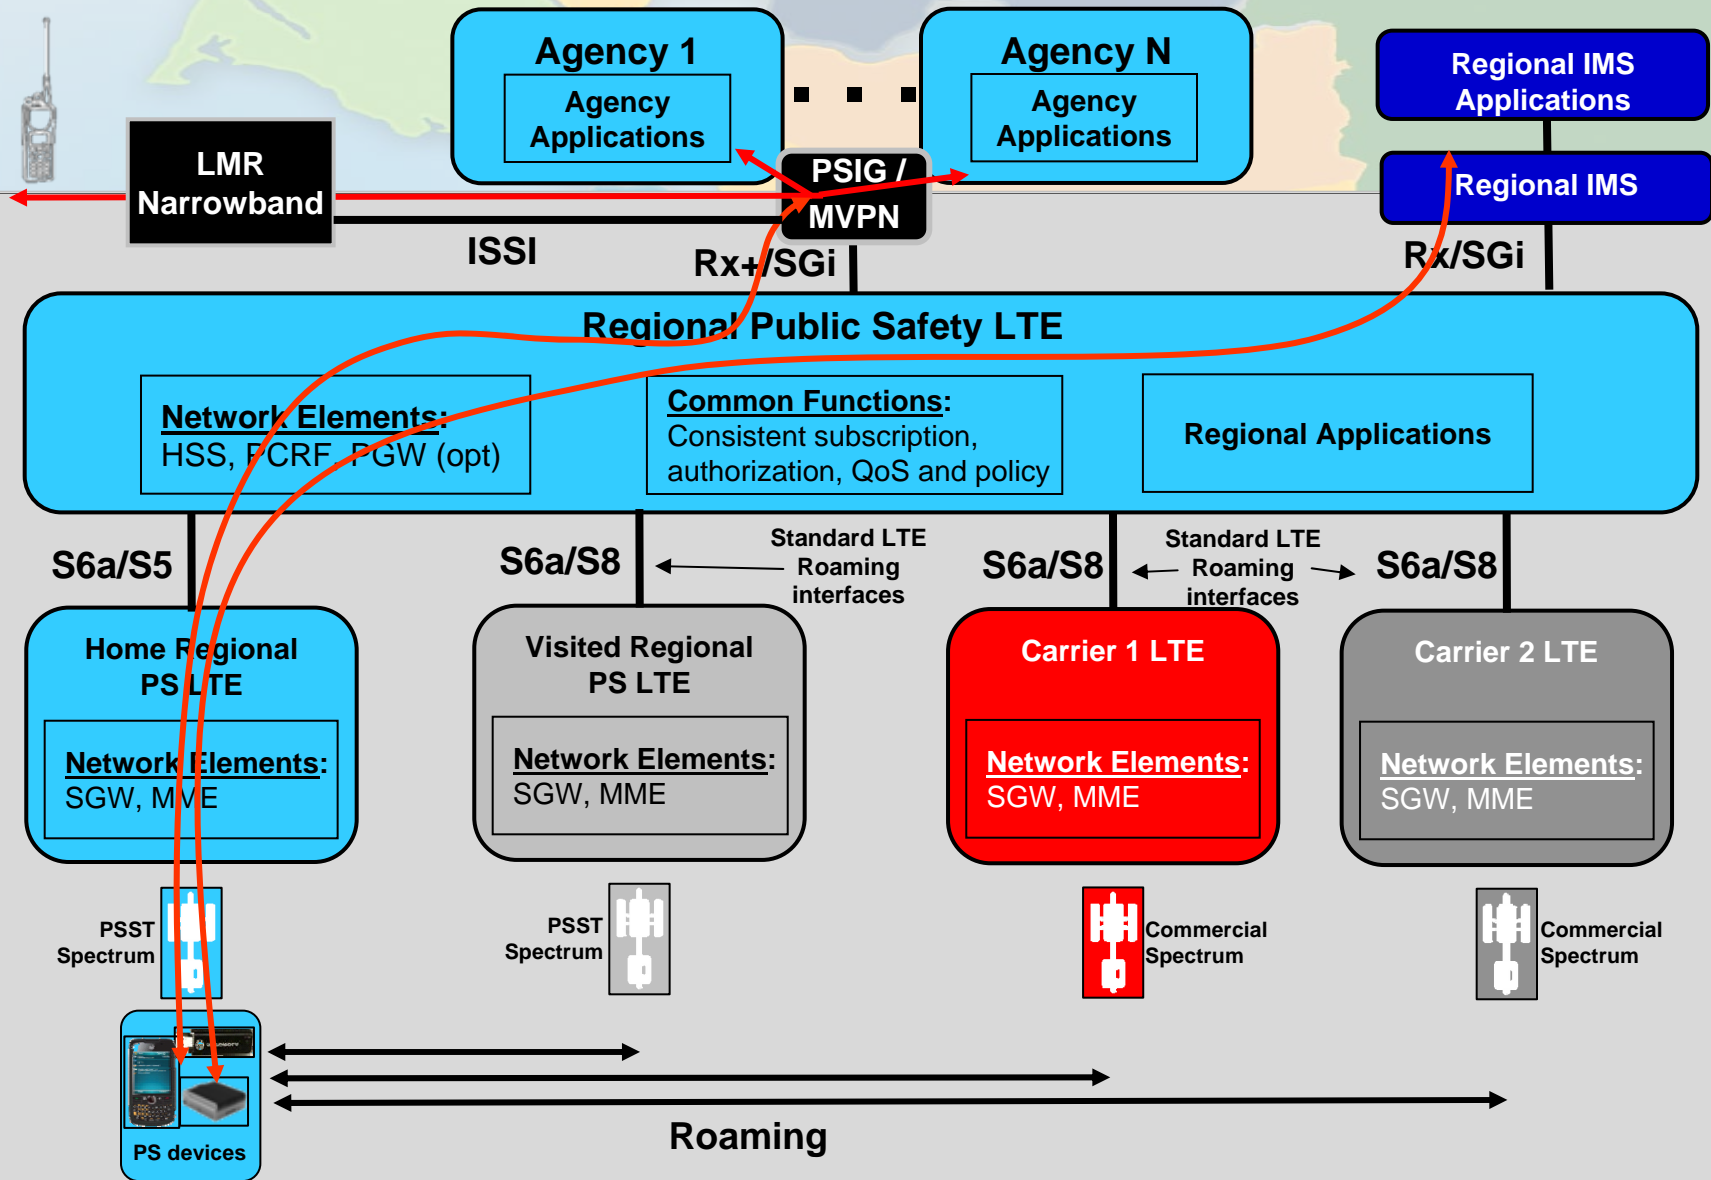 Agency 1
Agency
Applications
Agency N
Agency
Applications
Regional IMS
Applications
LMR
Narrowband
PSIG /
MVPN
Regional IMS
ISSI
Rx+/SGi
Rx/SGi
Regional Public Safety LTE
Network Elements:
HSS, PCRF, PGW (opt)
Common Functions:
Consistent subscription,
authorization, QoS and policy
Regional Applications
S6a/S5
S6a/S8
Standard LTE
Roaming
interfaces
S6a/S8
Standard LTE
Roaming
interfaces
S6a/S8
Home Regional
PS LTE
Network Elements:
SGW, MME
Visited Regional
PS LTE
Network Elements:
SGW, MME
Carrier 1 LTE
Network Elements:
SGW, MME
Carrier 2 LTE
Network Elements:
SGW, MME
PSST
Spectrum
PSST
Spectrum
Commercial
Spectrum
Commercial
Spectrum
PS devices
Roaming